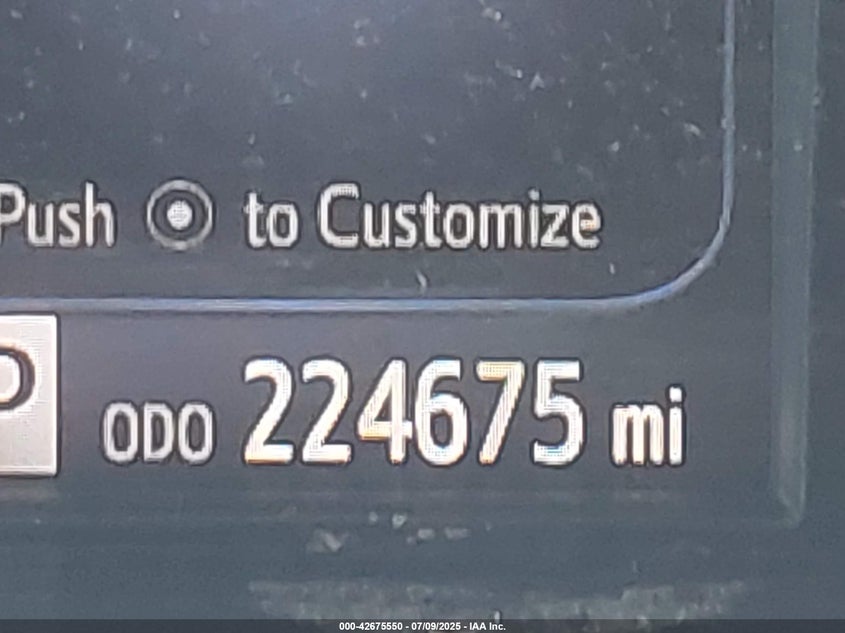 Push to Customize
P
ODO 224675 mi
000-42675550 - 07/09/2025 - IAA Inc.